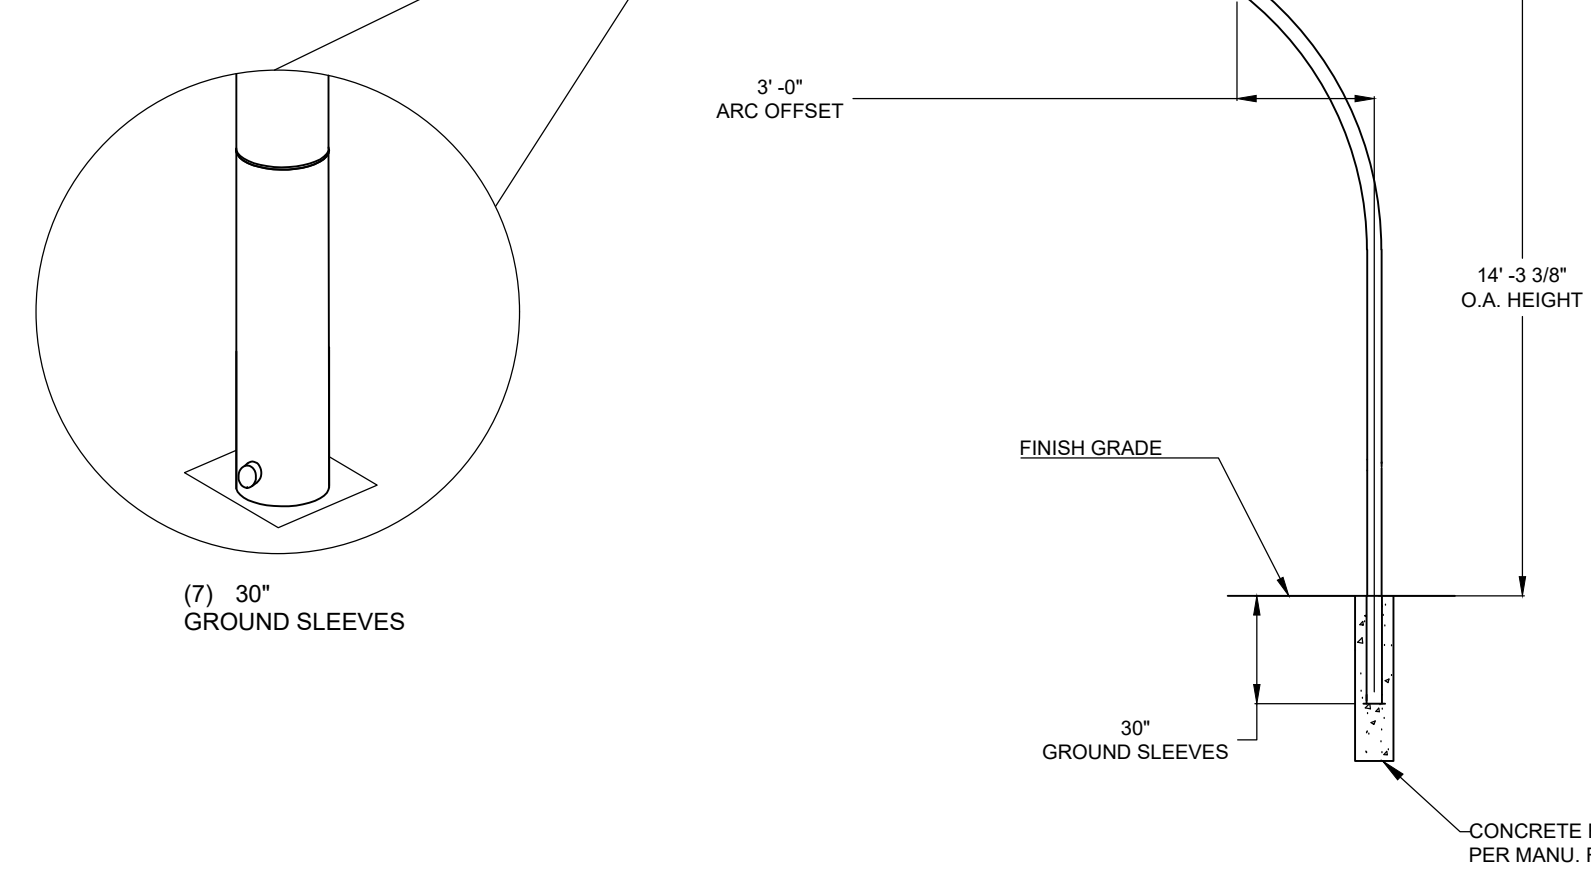 3' -0"
ARC OFFSET
14' -3 3/8"
O.A. HEIGHT
FINISH GRADE
(7) 30"
GROUND SLEEVES
30"
GROUND SLEEVES
CONCRETE
PER MANU.